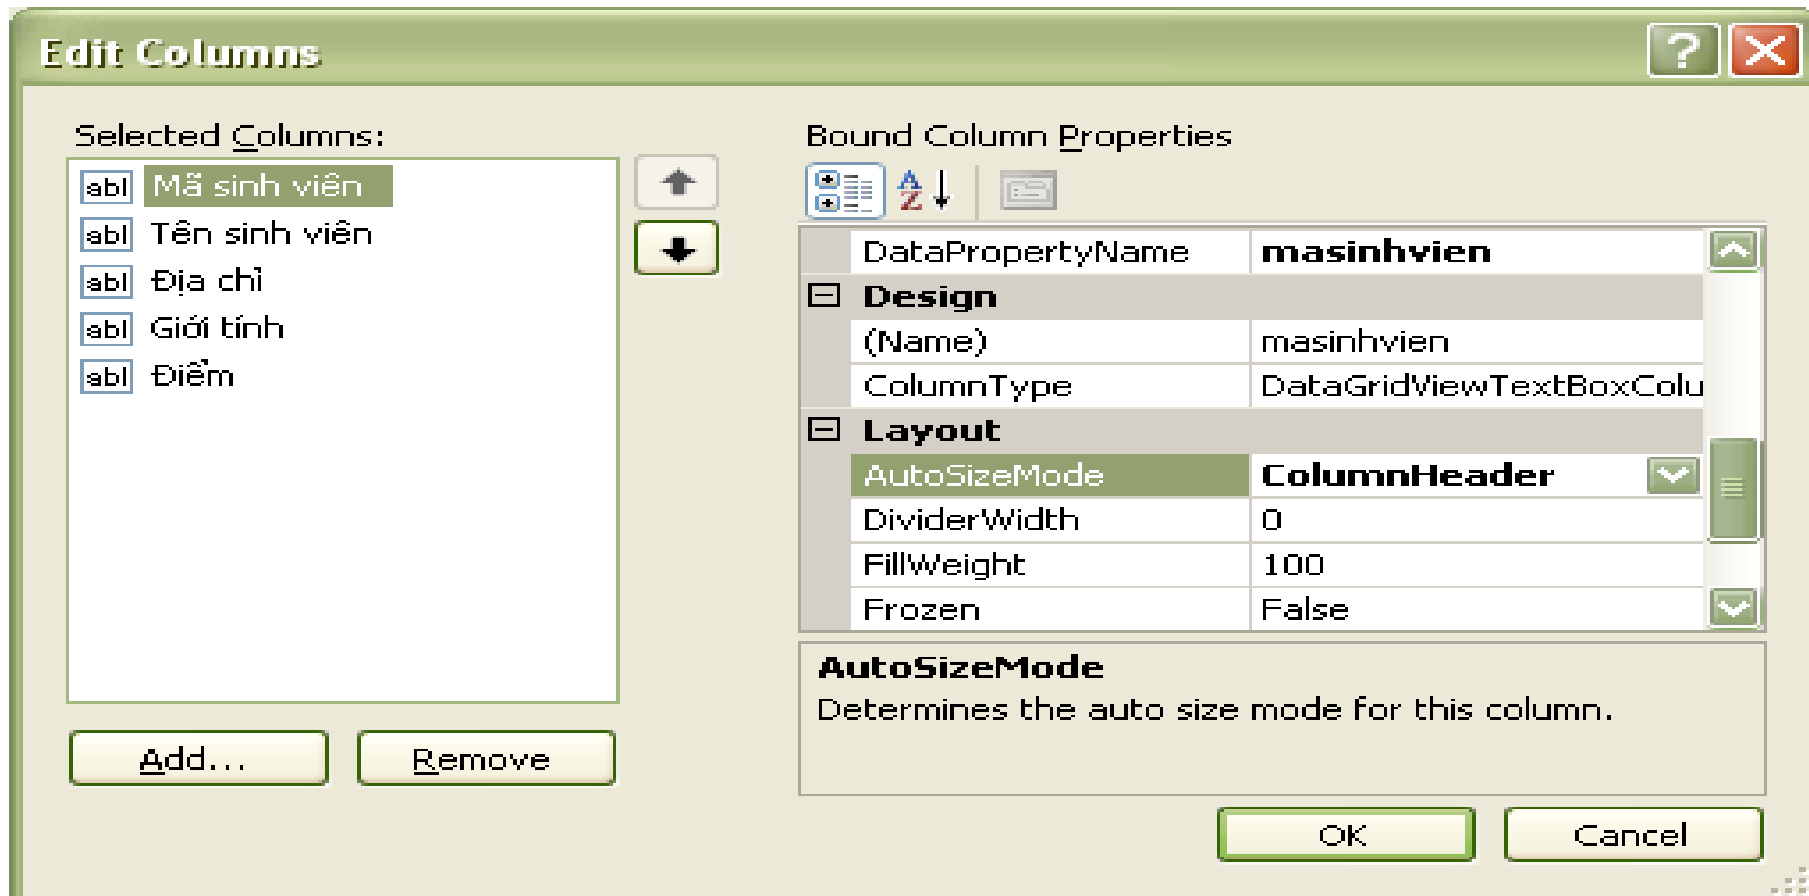 Edit Columns
Selected Columns:
abl Mã sinh viên
abl Tên sinh viên
abl Địa chỉ
abl Giới tính
abl Điểm
Add...
Remove
Bound Column Properties
A
Z
DataPropertyName masinhvien
Design
(Name) masinhvien
ColumnType DataGridViewTextBoxColu
Layout
AutoSizeMode ColumnHeader
DividerWidth 0
FillWeight 100
Frozen False
AutoSizeMode
Determines the auto size mode for this column.
OK
Cancel